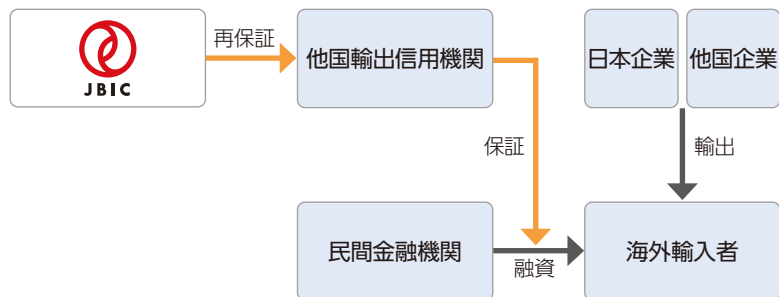 JBIC
再保証
他国輸出信用機関
日本企業
他国企業
保証
輸出
民間金融機関
融資
海外輸入者